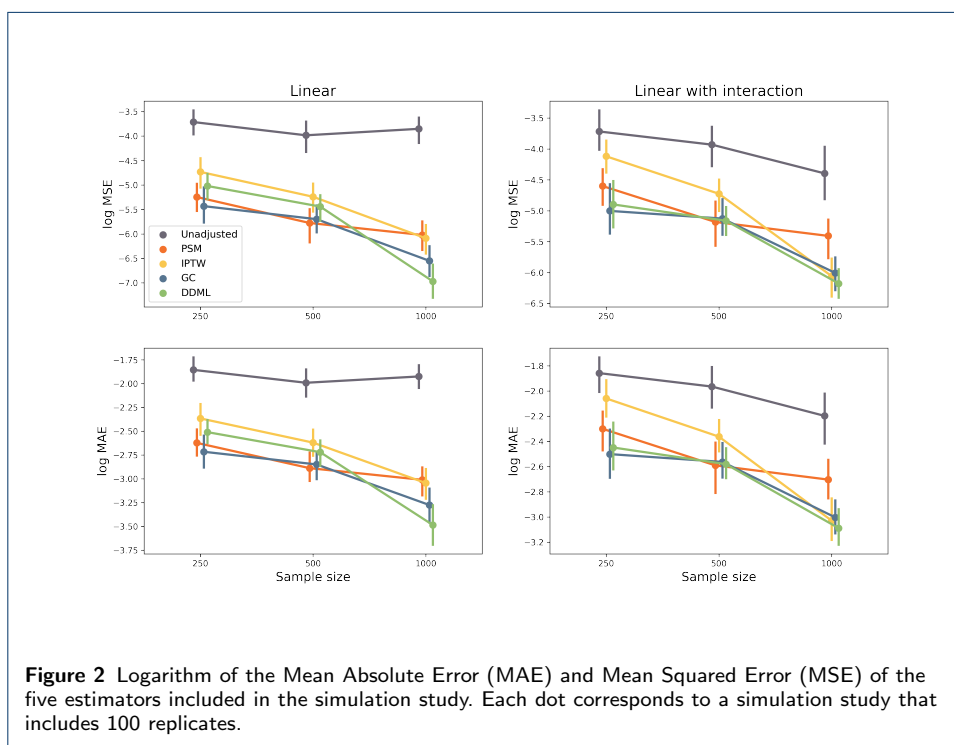 Linear
Linear with interaction
log MSE
−3.5
−4.0
−4.5
−5.0
−5.5
−6.0
−6.5
−7.0
Unadjusted
PSM
IPTW
GC
DDML
250
500
1000
log MSE
−3.5
−4.0
−4.5
−5.0
−5.5
−6.0
−6.5
250
500
1000
log MAE
−1.75
−2.00
−2.25
−2.50
−2.75
−3.00
−3.25
−3.50
−3.75
250
500
1000
Sample size
log MAE
−1.8
−2.0
−2.2
−2.4
−2.6
−2.8
−3.0
−3.2
250
500
1000
Sample size
Figure 2 Logarithm of the Mean Absolute Error (MAE) and Mean Squared Error (MSE) of the
five estimators included in the simulation study. Each dot corresponds to a simulation study that
includes 100 replicates.